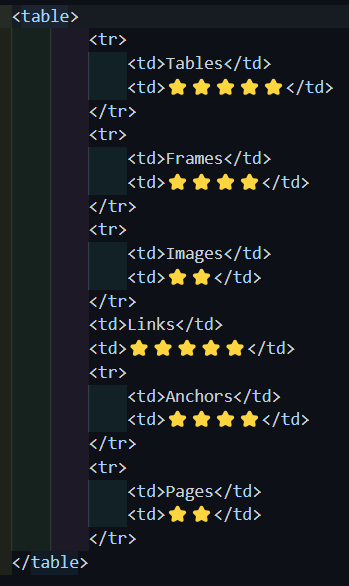 <table>
<tr>
<td>Tables</td>
<td>⭐⭐⭐⭐⭐</td>
</tr>
<tr>
<td>Frames</td>
<td>⭐⭐⭐⭐</td>
</tr>
<tr>
<td>Images</td>
<td>⭐⭐</td>
</tr>
<td>Links</td>
<td>⭐⭐⭐⭐⭐</td>
<tr>
<td>Anchors</td>
<td>⭐⭐⭐⭐</td>
</tr>
<tr>
<td>Pages</td>
<td>⭐⭐</td>
</tr>
</table>